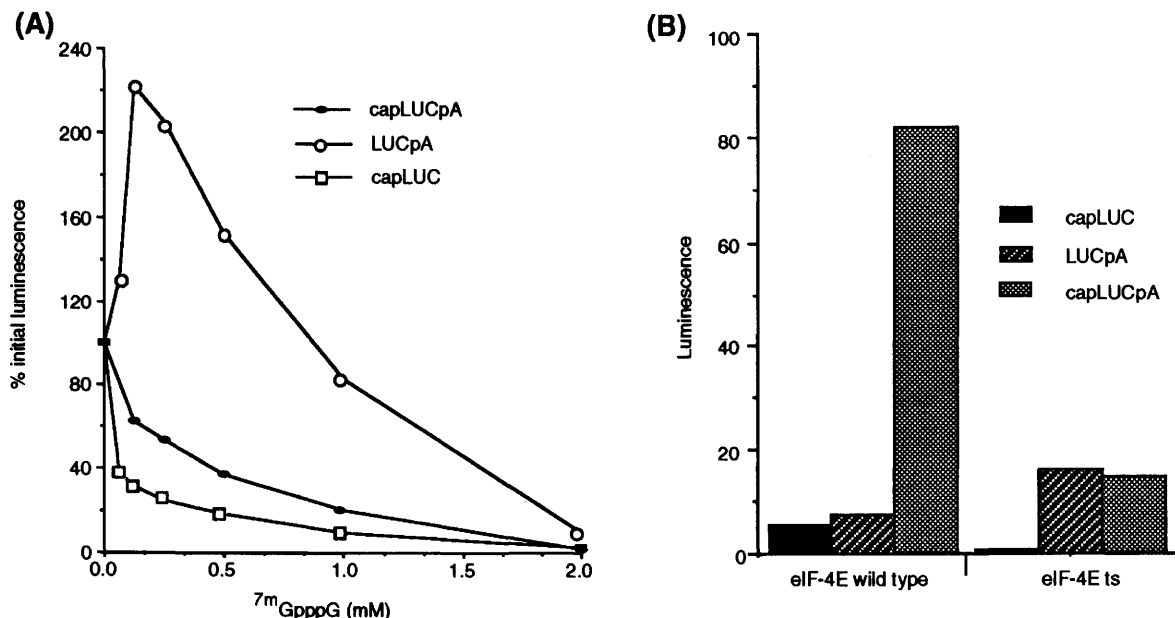 (A)
240
200
160
120
80
40
0
% initial luminescence
0.0
0.5
1.0
1.5
2.0
7mGpppG (mM)
capLUCpA
LUCpA
capLUC
(B)
100
80
60
40
20
0
Luminescence
eIF-4E wild type
eIF-4E ts
capLUC
LUCpA
capLUCpA